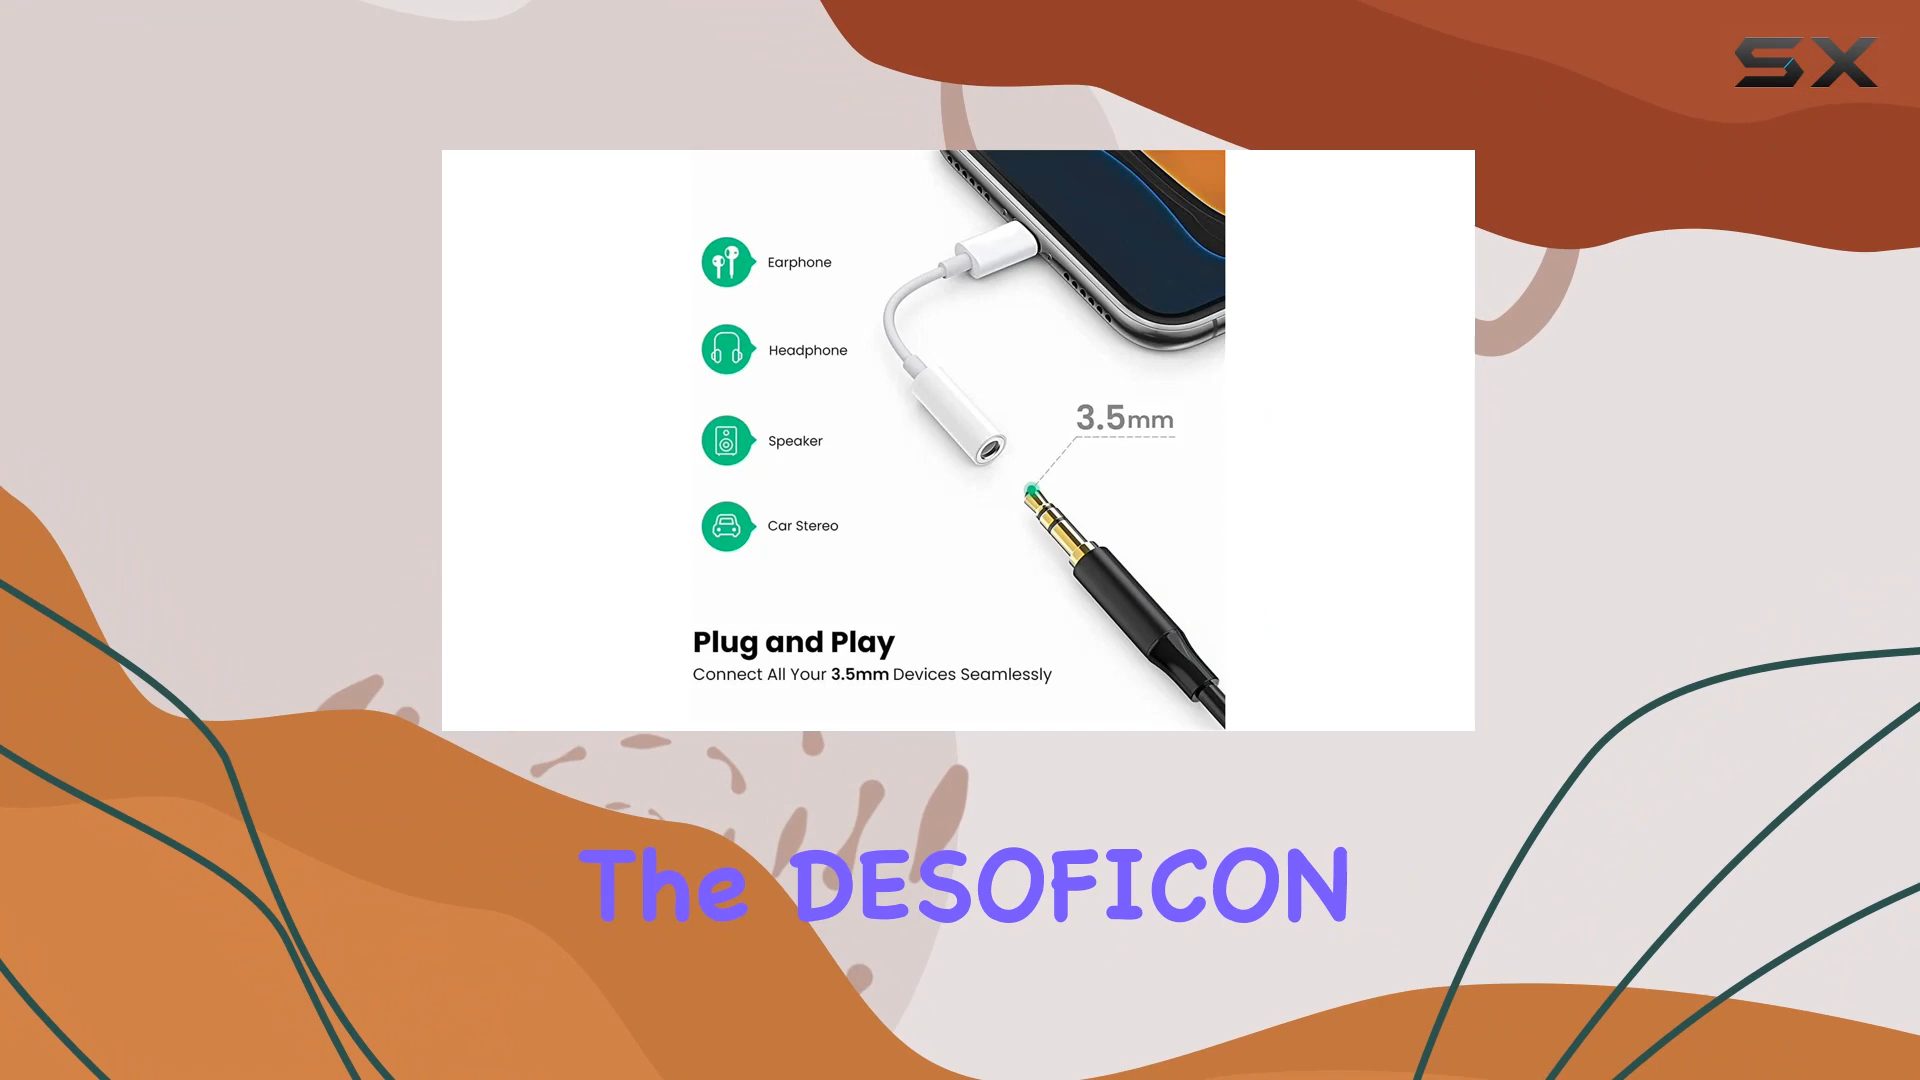 SX
Earphone
Headphone
3.5mm
Speaker
Car Stereo
Plug and Play
Connect All Your 3.5mm Devices Seamlessly
The DESOFICON